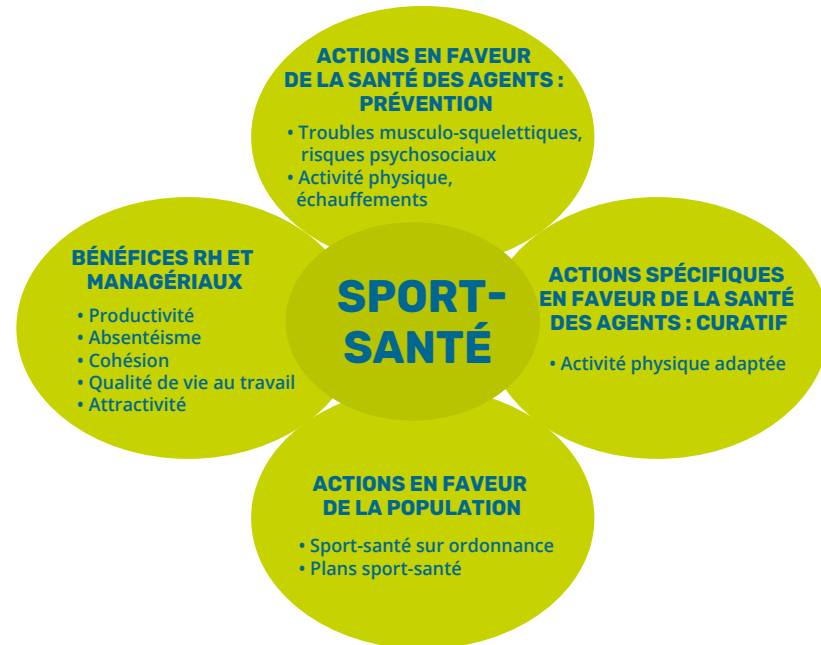 ACTIONS EN FAVEUR
DE LA SANTÉ DES AGENTS :
PRÉVENTION
• Troubles musculo-squelettiques,
risques psychosociaux
• Activité physique,
échauffements
BÉNÉFICES RH ET
MANAGÉRIAUX
• Productivité
• Absentéisme
• Cohésion
• Qualité de vie au travail
• Attractivité
SPORT-
SANTÉ
ACTIONS SPÉCIFIQUES
EN FAVEUR DE LA SANTÉ
DES AGENTS : CURATIF
• Activité physique adaptée
ACTIONS EN FAVEUR
DE LA POPULATION
• Sport-santé sur ordonnance
• Plans sport-santé